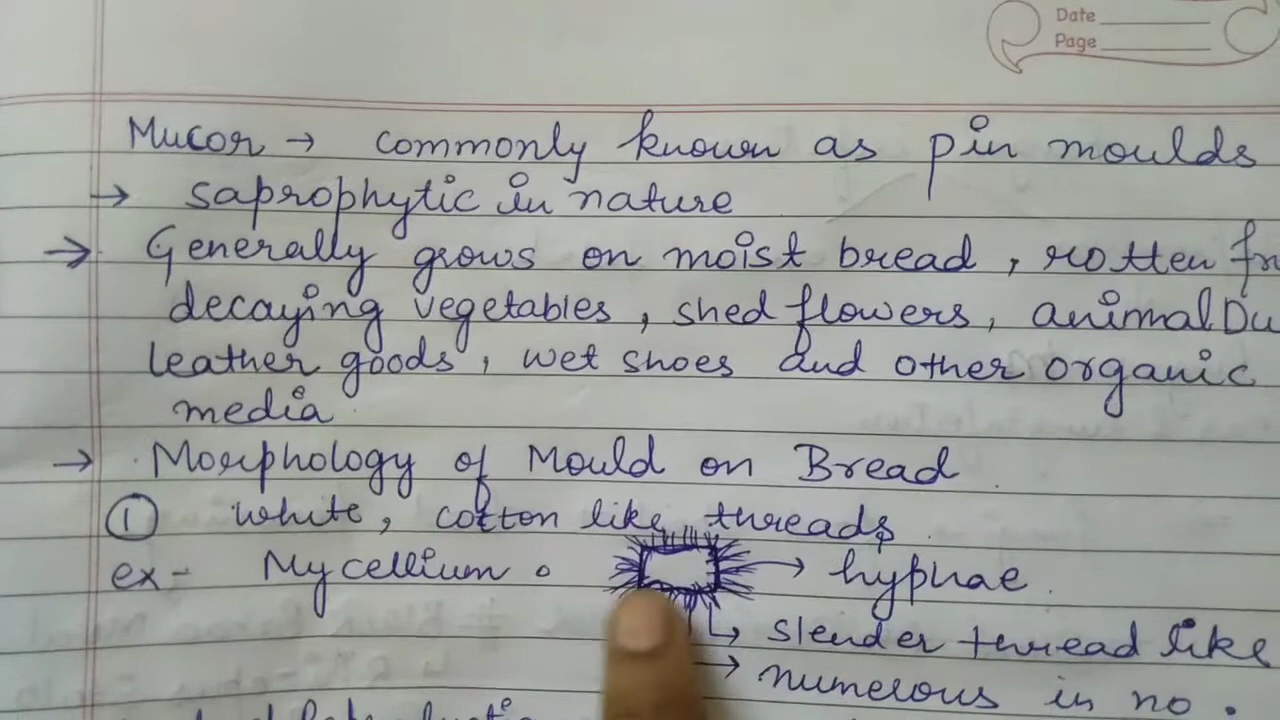 Date
Page
Mucor → commonly known as pin moulds
→ saprophytic in nature
→ Generally grows on moist bread, rotten
decaying vegetables, shed flowers, animal
leather goods, wet shoes and other organic
media
→ Morphology of Mould on Bread
① white, cotton like threads
ex- Mycellium. → hyphae
↳ slender thread like
→ numerous in no.